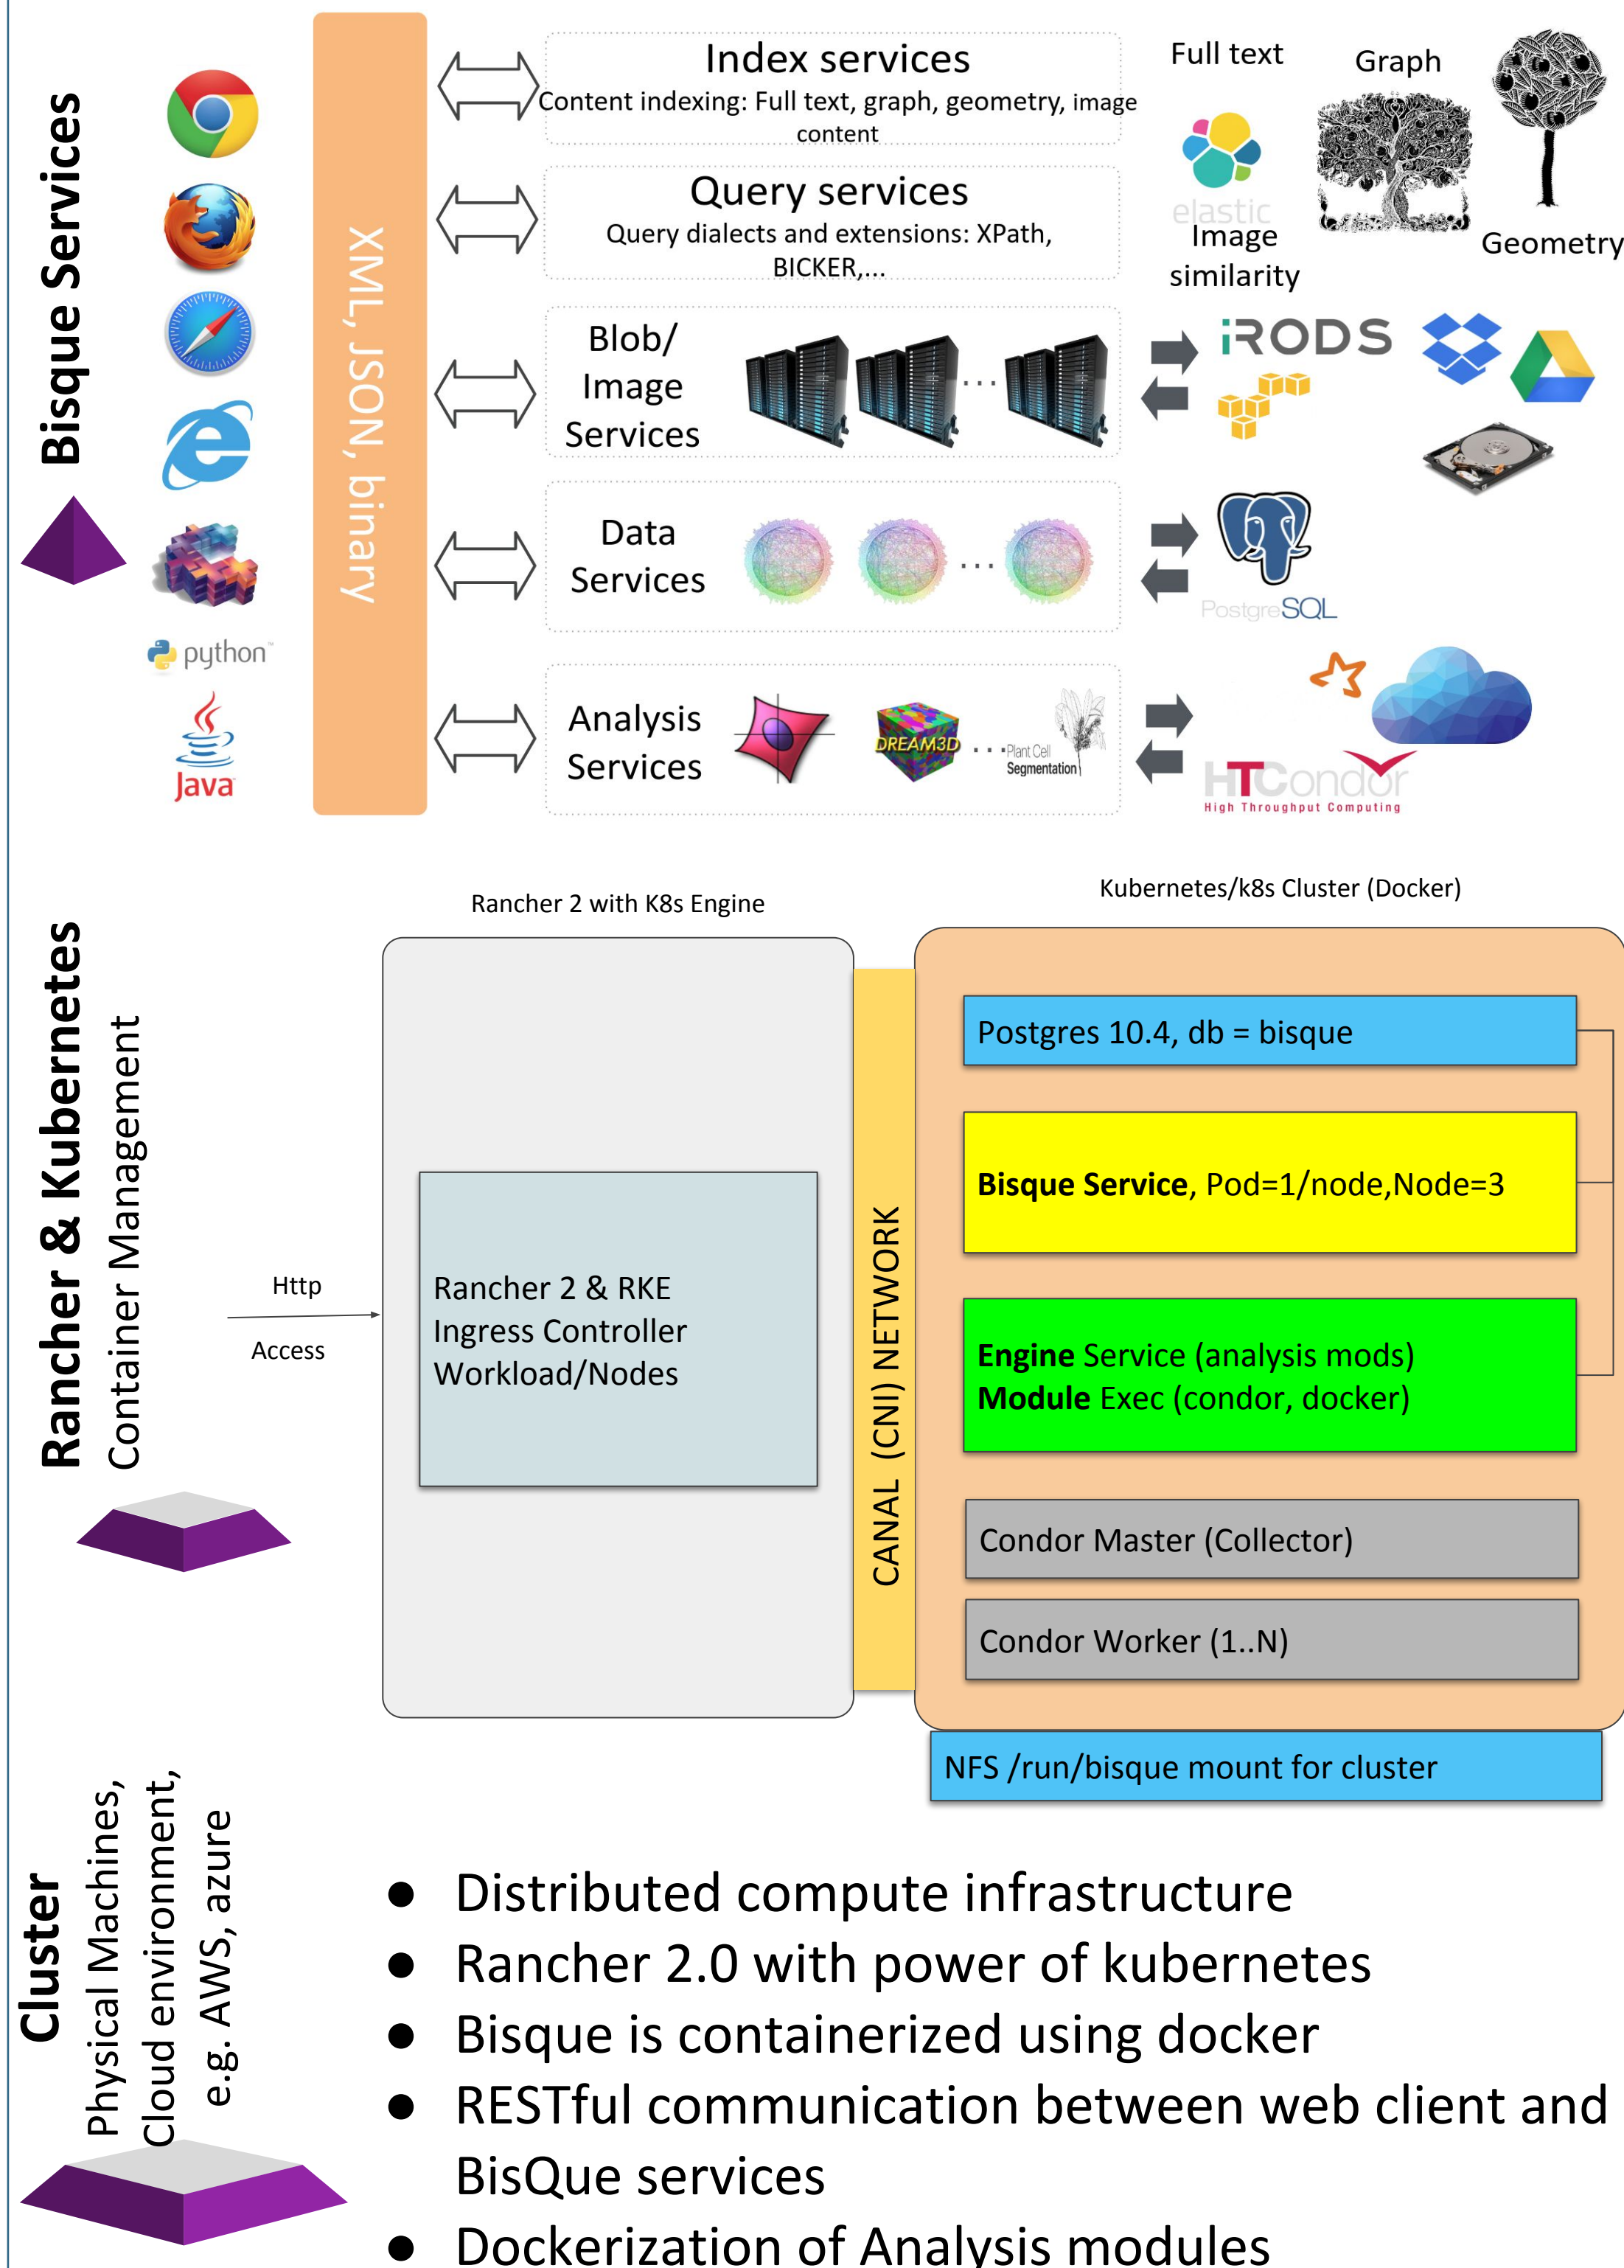 Bisque Services
XML, JSON, binary
Index services
Content indexing: Full text, graph, geometry, image
content
Full text
Graph
elastic
Geometry
Query services
Query dialects and extensions: XPath,
BICKER,...
Image
similarity
Blob/
Image
Services
...
iRODS
Data
Services
...
PostgreSQL
python™
Java
Analysis
Services
DREAM3D
...
Plant Cell
Segmentation
HTCondor
High Throughput Computing
Rancher & Kubernetes
Container Management
Rancher 2 with K8s Engine
Kubernetes/k8s Cluster (Docker)
Http
Access
Rancher 2 & RKE
Ingress Controller
Workload/Nodes
CANAL (CNI) NETWORK
Postgres 10.4, db = bisque
Bisque Service, Pod=1/node,Node=3
Engine Service (analysis mods)
Module Exec (condor, docker)
Condor Master (Collector)
Condor Worker (1..N)
NFS /run/bisque mount for cluster
Cluster
Physical Machines,
Cloud environment,
e.g. AWS, azure
● Distributed compute infrastructure
● Rancher 2.0 with power of kubernetes
● Bisque is containerized using docker
● RESTful communication between web client and
BisQue services
● Dockerization of Analysis modules